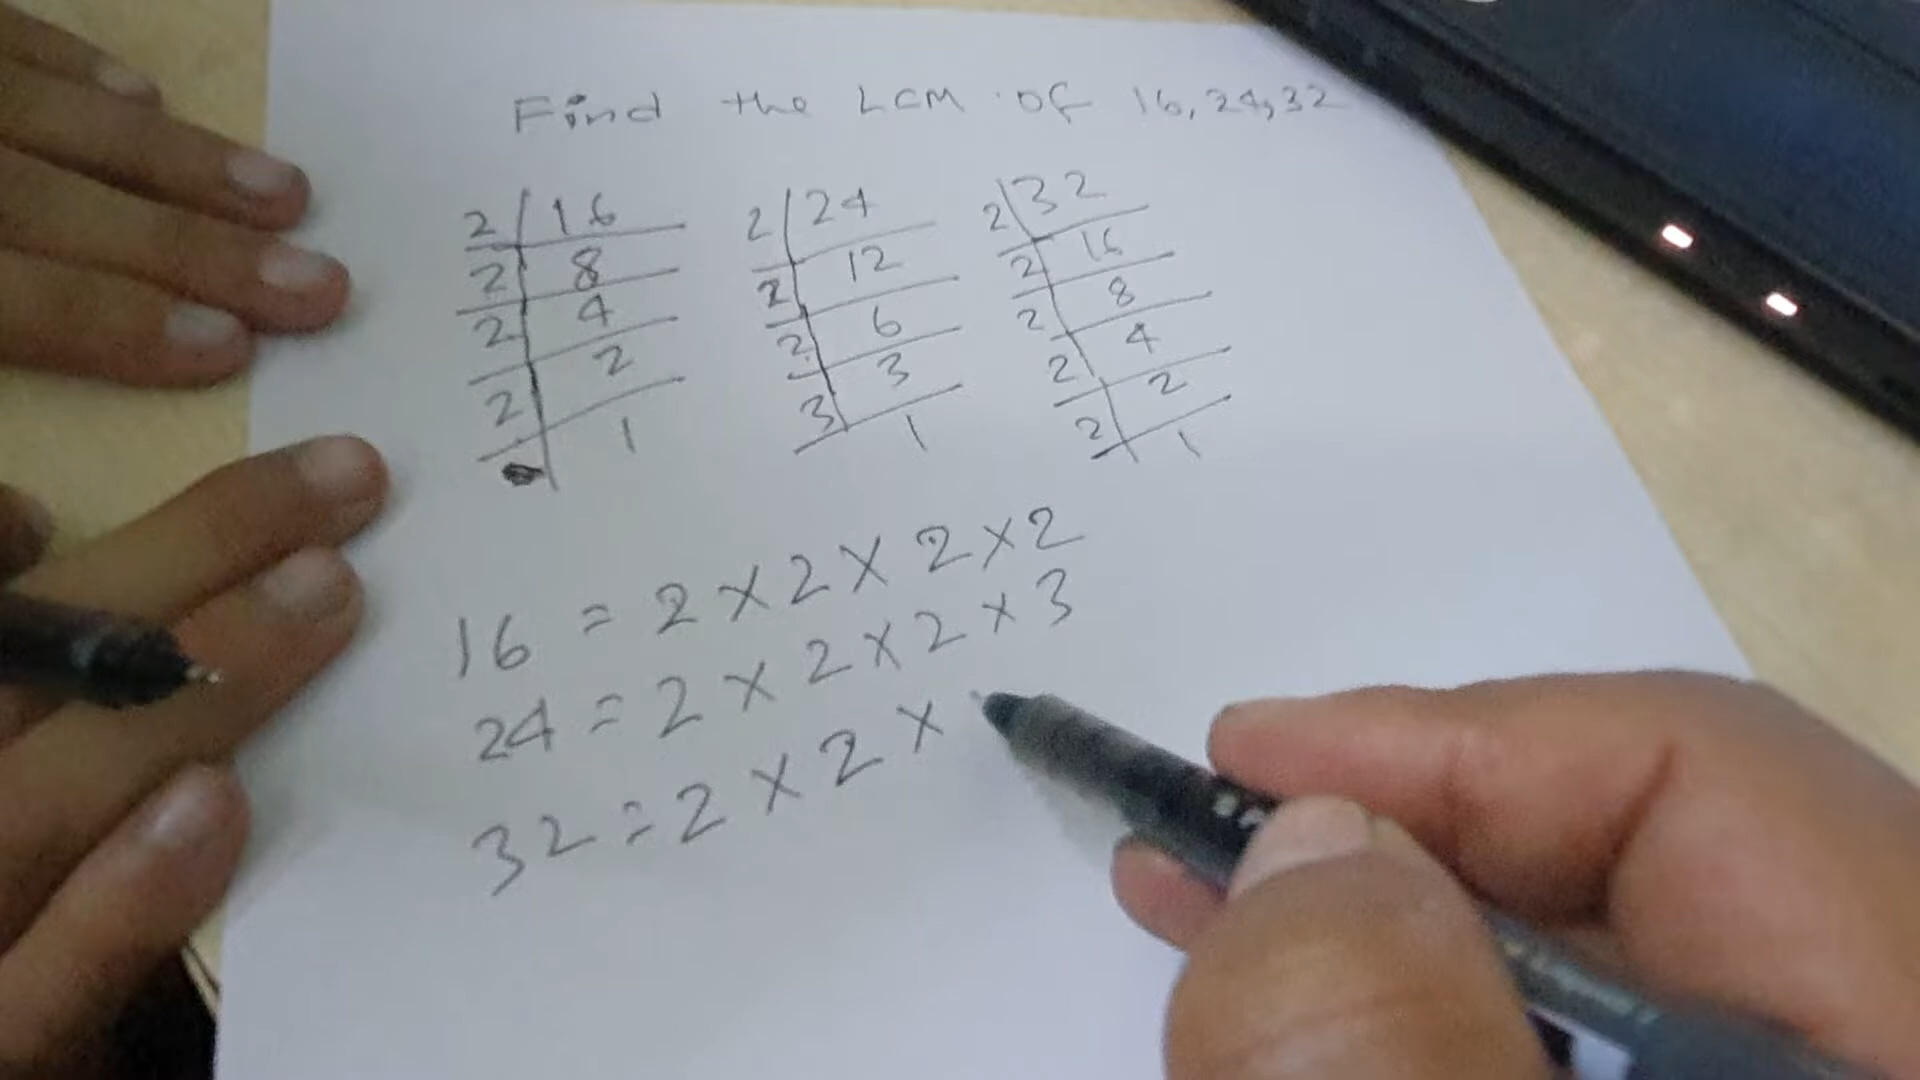 Find the LCM of 16, 24, 32
2 16 2 24 2 32
2 8 2 12 2 16
2 4 2 6 2 8
2 2 3 3 2 4
1 1 2 2
1
16 = 2 × 2 × 2 × 2
24 = 2 × 2 × 2 × 3
32 = 2 × 2 ×